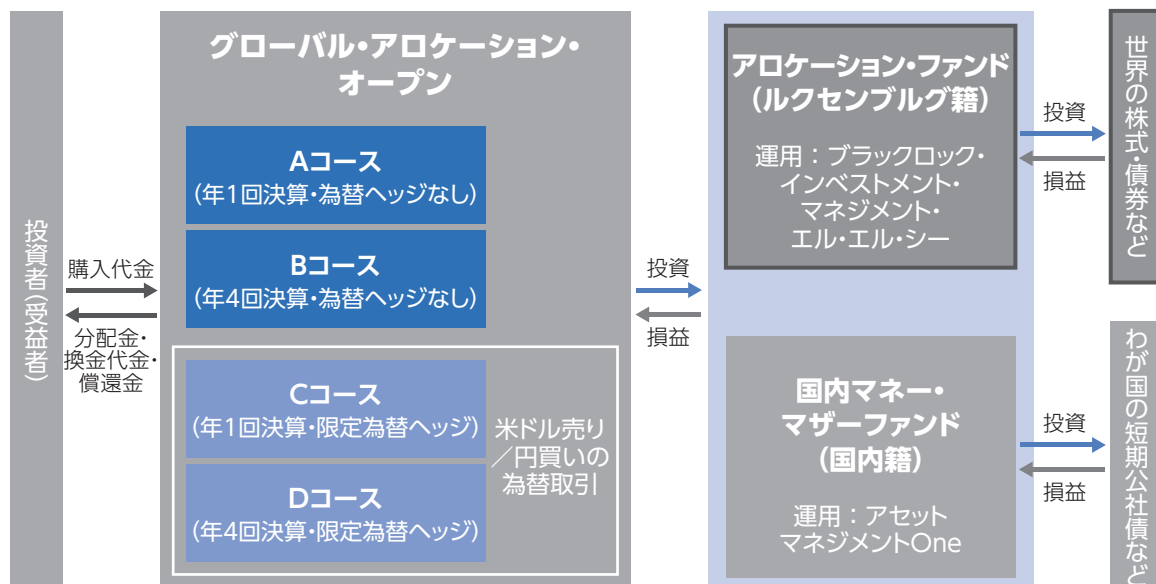 投資者(受益者)
購入代金
分配金・
換金代金・
償還金
グローバル・アロケーション・
オープン
Aコース
(年1回決算・為替ヘッジなし)
Bコース
(年4回決算・為替ヘッジなし)
Cコース
(年1回決算・限定為替ヘッジ)
Dコース
(年4回決算・限定為替ヘッジ)
米ドル売り
／円買いの
為替取引
投資
損益
アロケーション・ファンド
(ルクセンブルグ籍)
運用：ブラックロック・
インベストメント・
マネジメント・
エル・エル・シー
国内マネー・
マザーファンド
(国内籍)
運用：アセット
マネジメントOne
投資
損益
世界の株式・債券など
投資
損益
わが国の短期公社債など